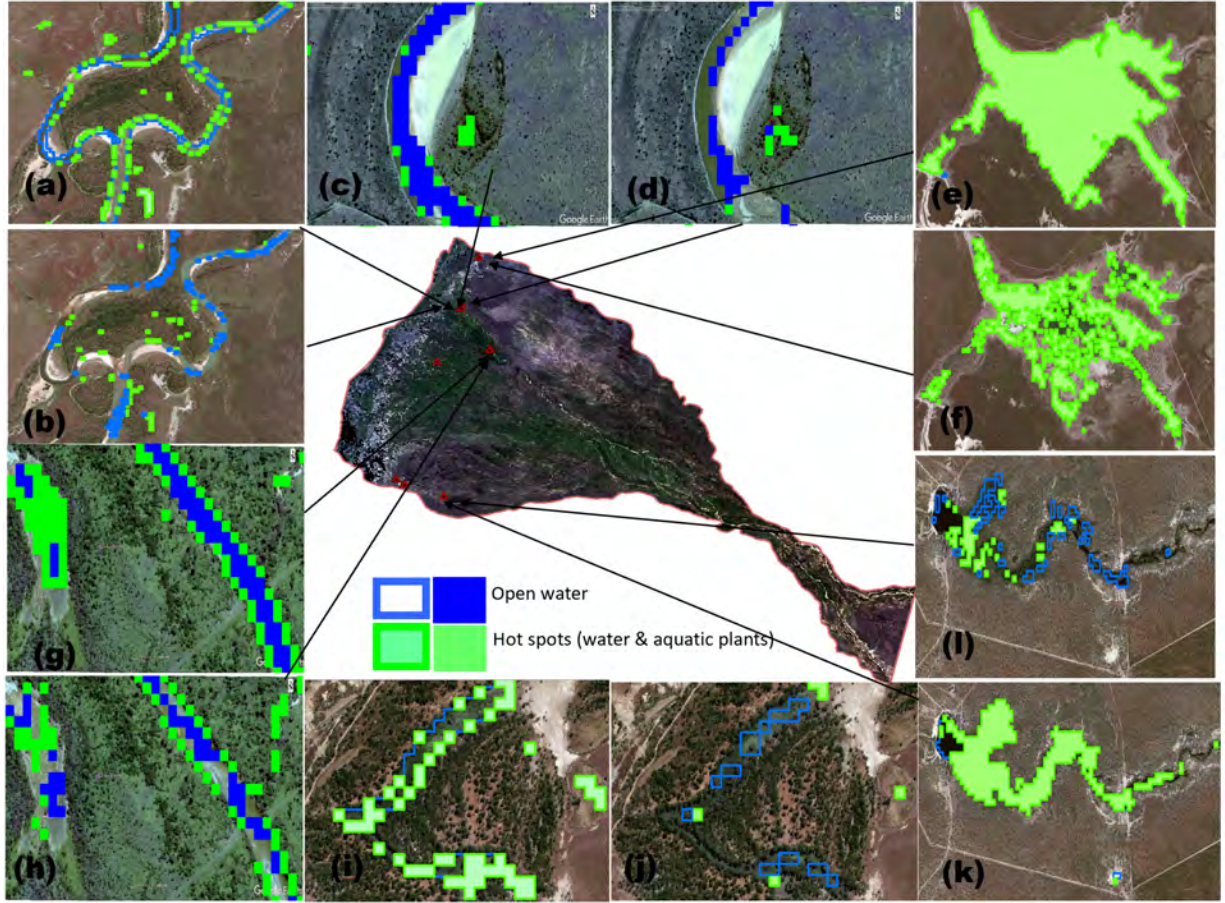 (a)
(c)
(d)
(e)
Google Earth
Google Earth
(b)
(f)
(g)
(l)
Open water
Hot spots (water & aquatic plants)
(h)
(i)
(j)
(k)